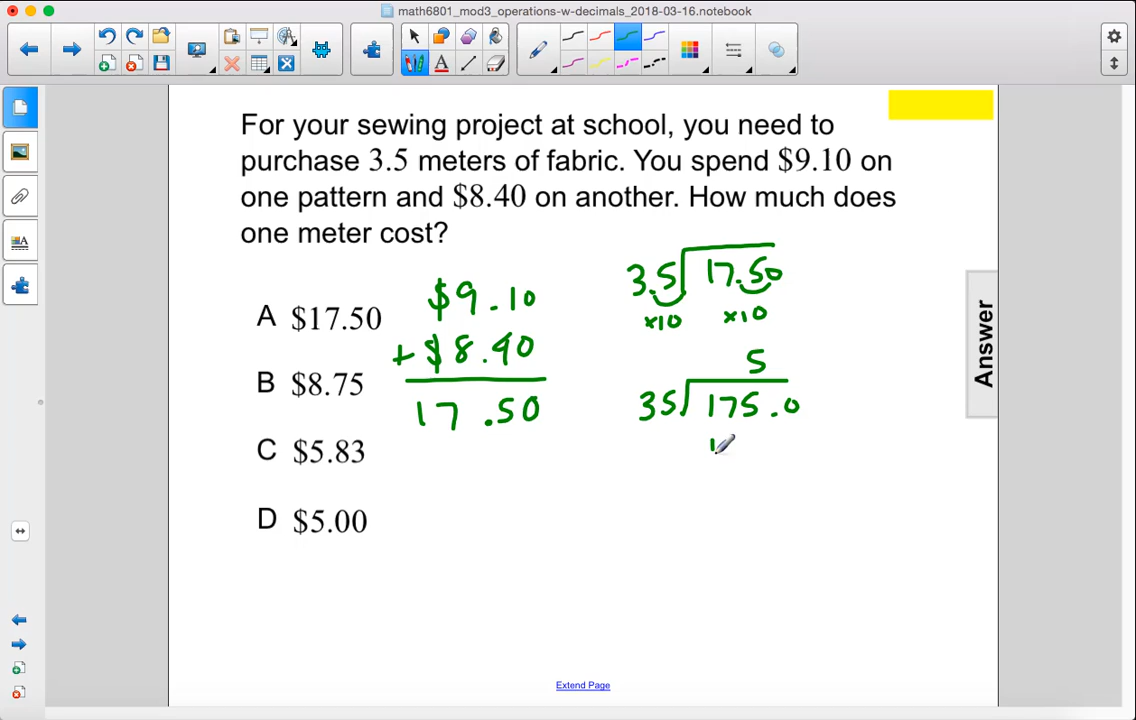 math6801_mod3_operations-w-decimals_2018-03-16.notebook
For your sewing project at school, you need to
purchase 3.5 meters of fabric. You spend $9.10 on
one pattern and $8.40 on another. How much does
one meter cost?
A $17.50
B $8.75
C $5.83
D $5.00
$9.10
+ $8.40
17.50
3.5 17.50
x10 x10
5
35 175.0
1
Answer
Extend Page